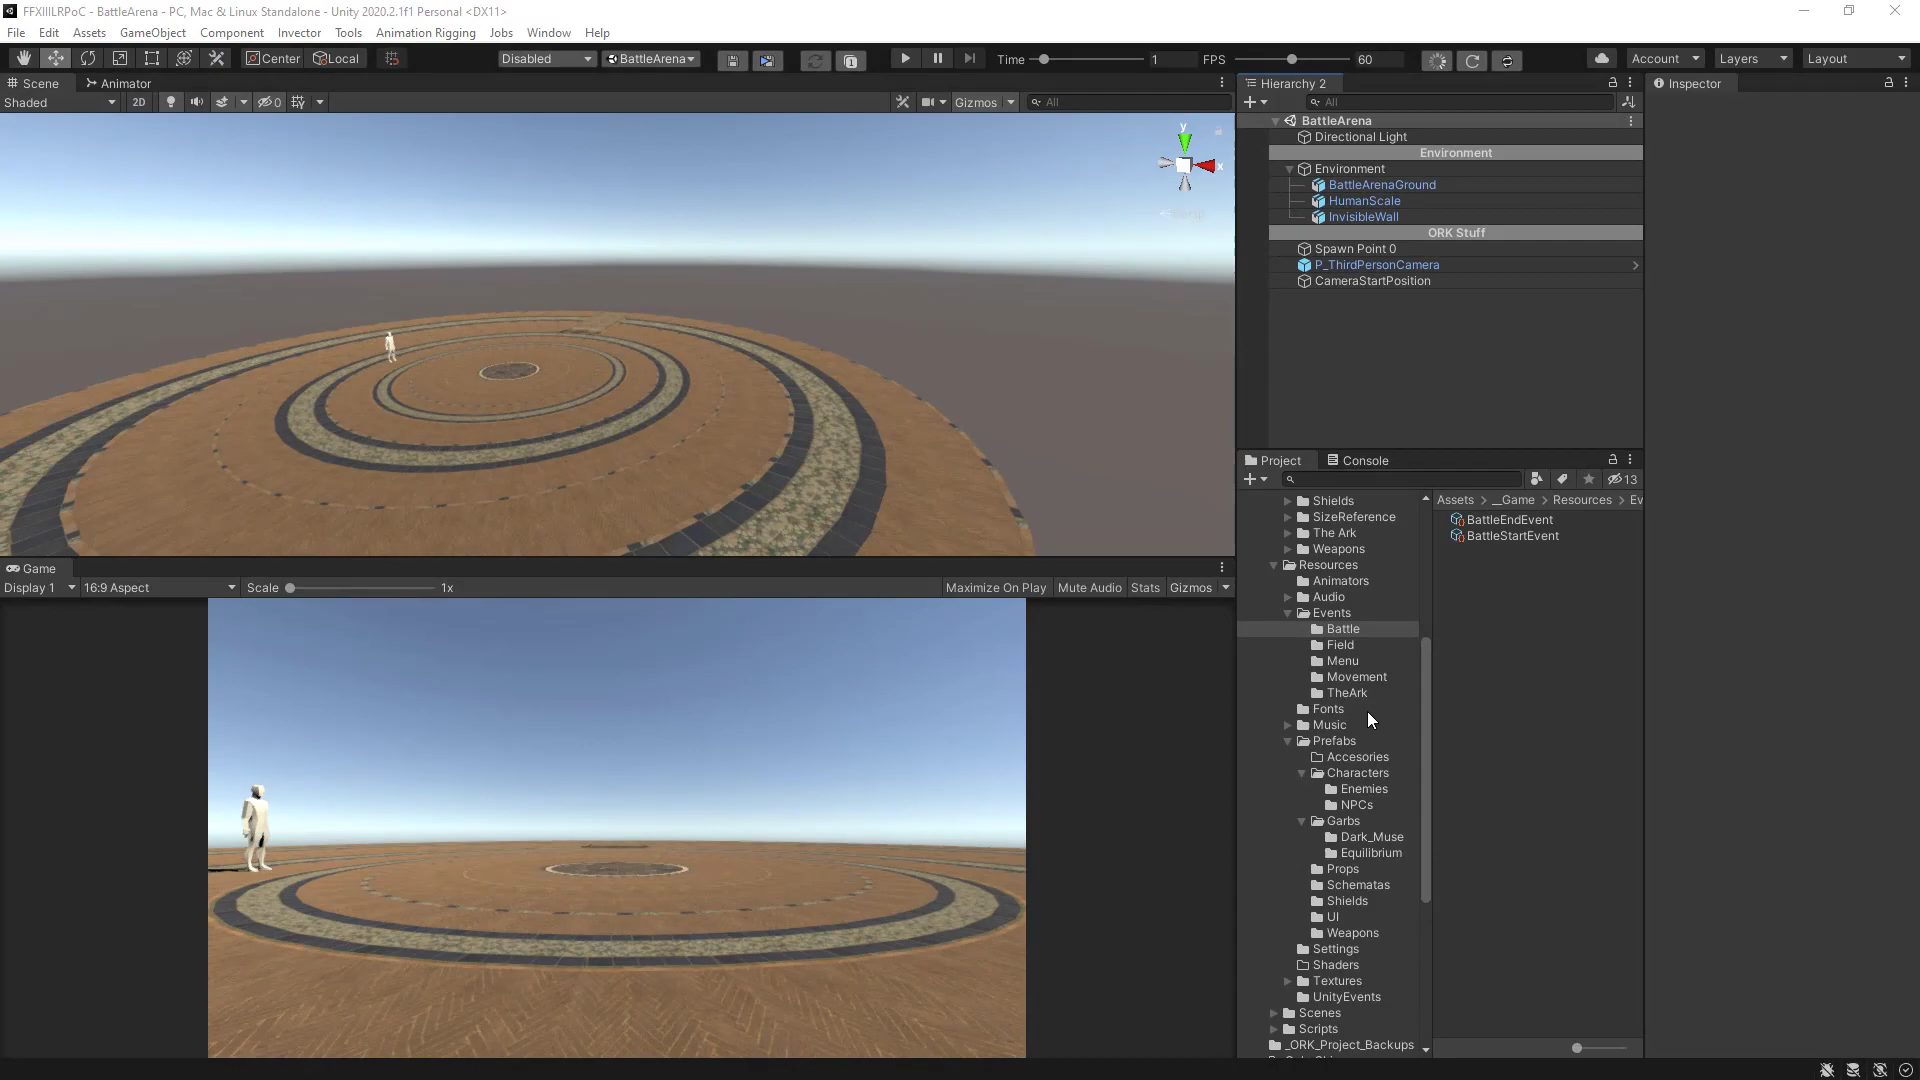 FFXIIILRPoC - BattleArena - PC, Mac & Linux Standalone - Unity 2020.2.1f1 Personal <DX11>
File Edit Assets GameObject Component Invector Tools Animation Rigging Jobs Window Help
Center Local Disabled BattleArena Time 1 FPS 60 Account Layers Layout
Scene Animator
Shaded 2D 0 Gizmos All
y
x
Persp
Game
Display 1 16:9 Aspect Scale 1x Maximize On Play Mute Audio Stats Gizmos
Hierarchy 2
All
BattleArena
Directional Light
Environment
Environment
BattleArenaGround
HumanScale
InvisibleWall
ORK Stuff
Spawn Point 0
P_ThirdPersonCamera
CameraStartPosition
Project Console
13
Shields
SizeReference
The Ark
Weapons
Resources
Animators
Audio
Events
Battle
Field
Menu
Movement
TheArk
Fonts
Music
Prefabs
Accesories
Characters
Enemies
NPCs
Garbs
Dark_Muse
Equilibrium
Props
Schematas
Shields
UI
Weapons
Settings
Shaders
Textures
UnityEvents
Scenes
Scripts
_ORK_Project_Backups
Assets > __Game > Resources > Ev
BattleEndEvent
BattleStartEvent
Inspector